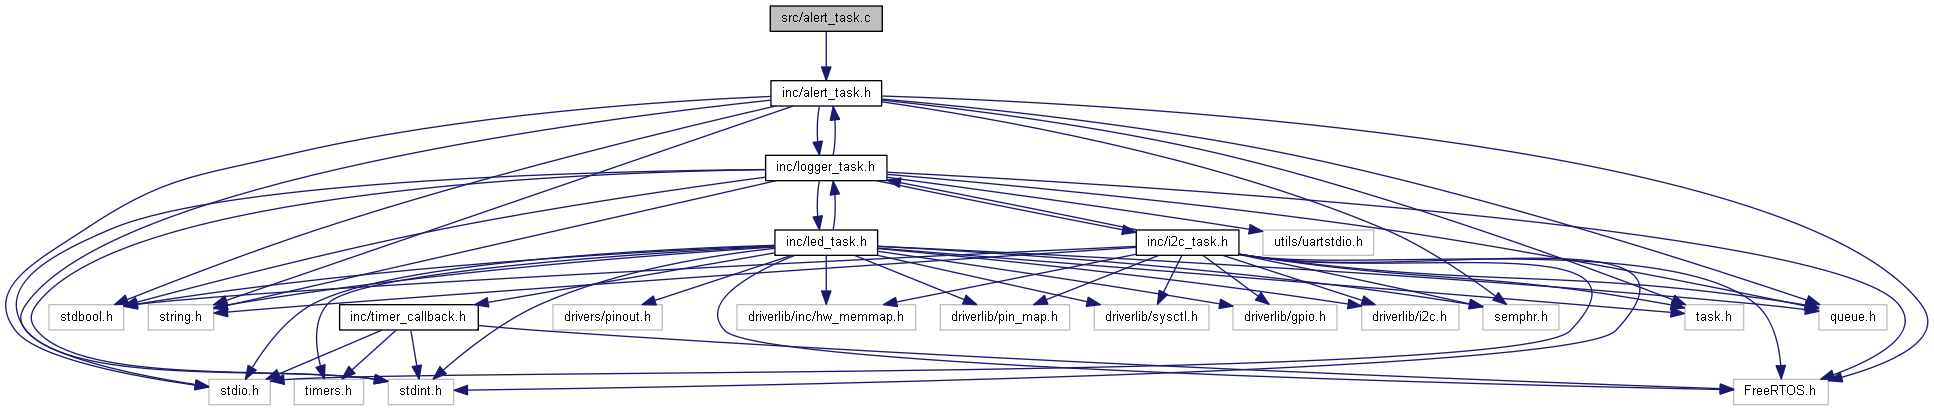 src/alert_task.c
inc/alert_task.h
inc/logger_task.h
inc/led_task.h
inc/i2c_task.h
utils/uartstdio.h
stdbool.h
string.h
inc/timer_callback.h
drivers/pinout.h
driverlib/inc/hw_memmap.h
driverlib/pin_map.h
driverlib/sysctl.h
driverlib/gpio.h
driverlib/i2c.h
semphr.h
task.h
queue.h
stdio.h
timers.h
stdint.h
FreeRTOS.h